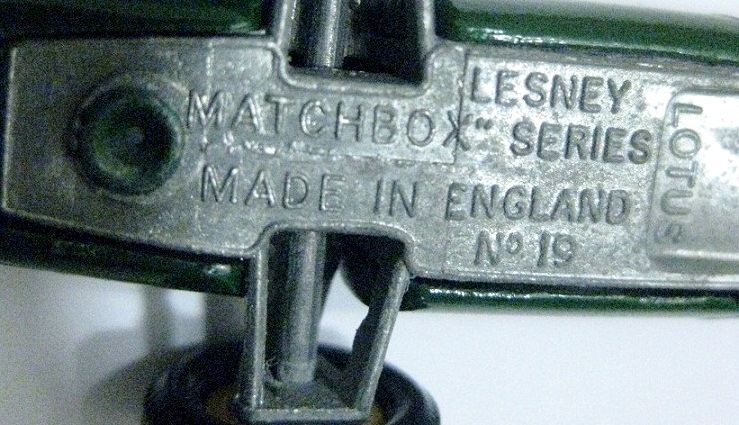 MATCHBOX" SERIES
LESNEY
MADE IN ENGLAND
Nº 19
LOTUS